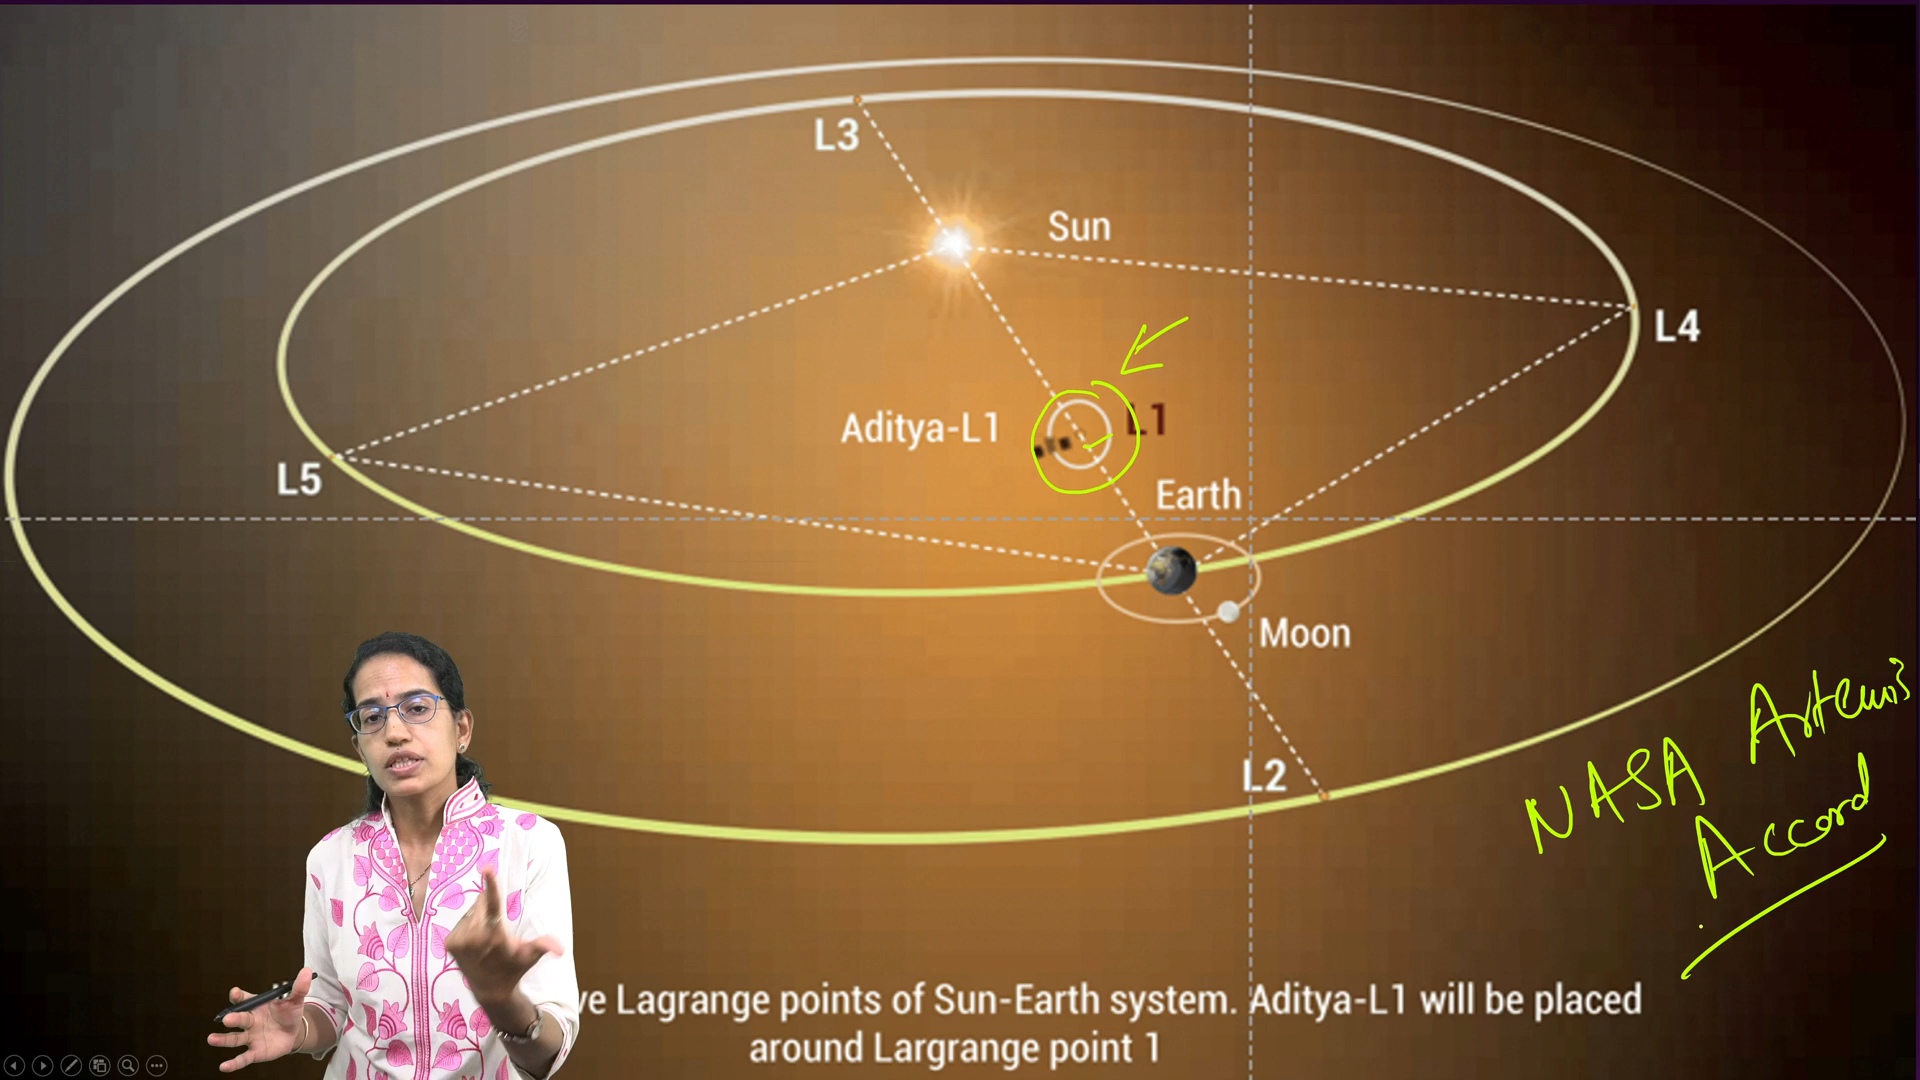 L3
Sun
L4
Aditya-L1
L1
L5
Earth
Moon
L2
NASA Artemis
Accord
Lagrange points of Sun-Earth system. Aditya-L1 will be placed
around Largrange point 1